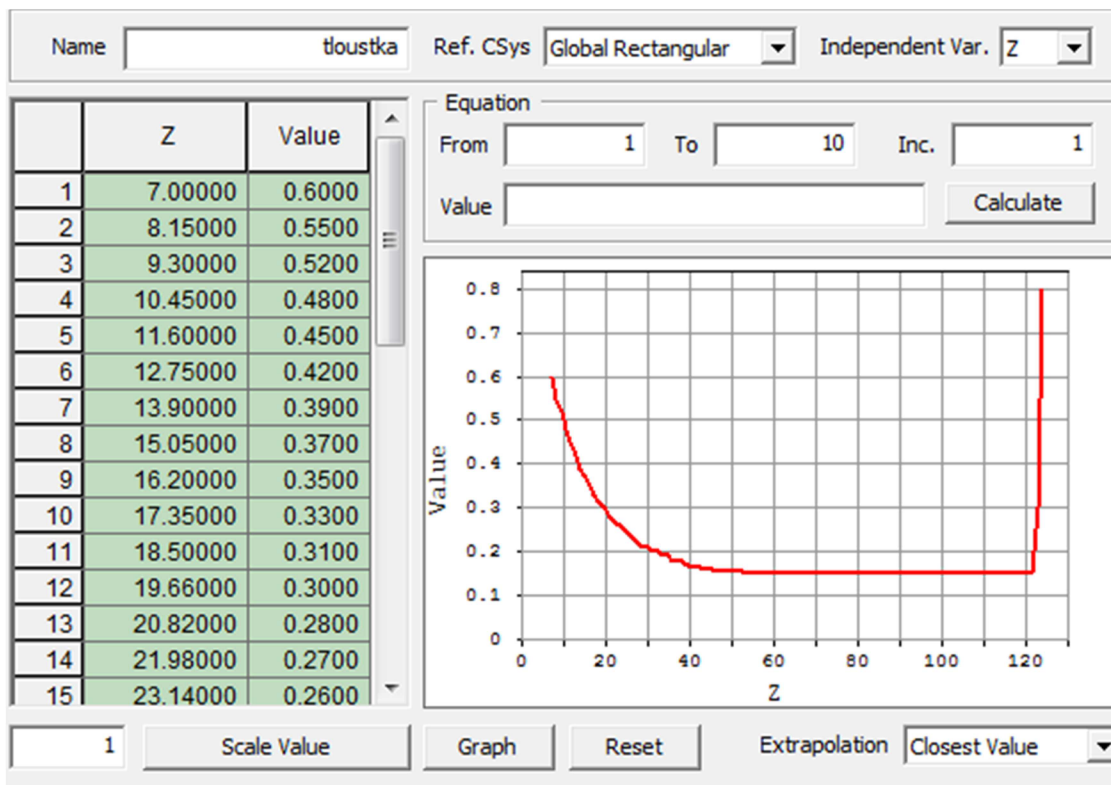 Name tloustka Ref. CSys Global Rectangular Independent Var. Z
Z Value
1 7.00000 0.6000
2 8.15000 0.5500
3 9.30000 0.5200
4 10.45000 0.4800
5 11.60000 0.4500
6 12.75000 0.4200
7 13.90000 0.3900
8 15.05000 0.3700
9 16.20000 0.3500
10 17.35000 0.3300
11 18.50000 0.3100
12 19.66000 0.3000
13 20.82000 0.2800
14 21.98000 0.2700
15 23.14000 0.2600
Equation
From 1 To 10 Inc. 1
Value Calculate
Value
0.8
0.7
0.6
0.5
0.4
0.3
0.2
0.1
0
0 20 40 60 80 100 120
Z
1 Scale Value Graph Reset Extrapolation Closest Value